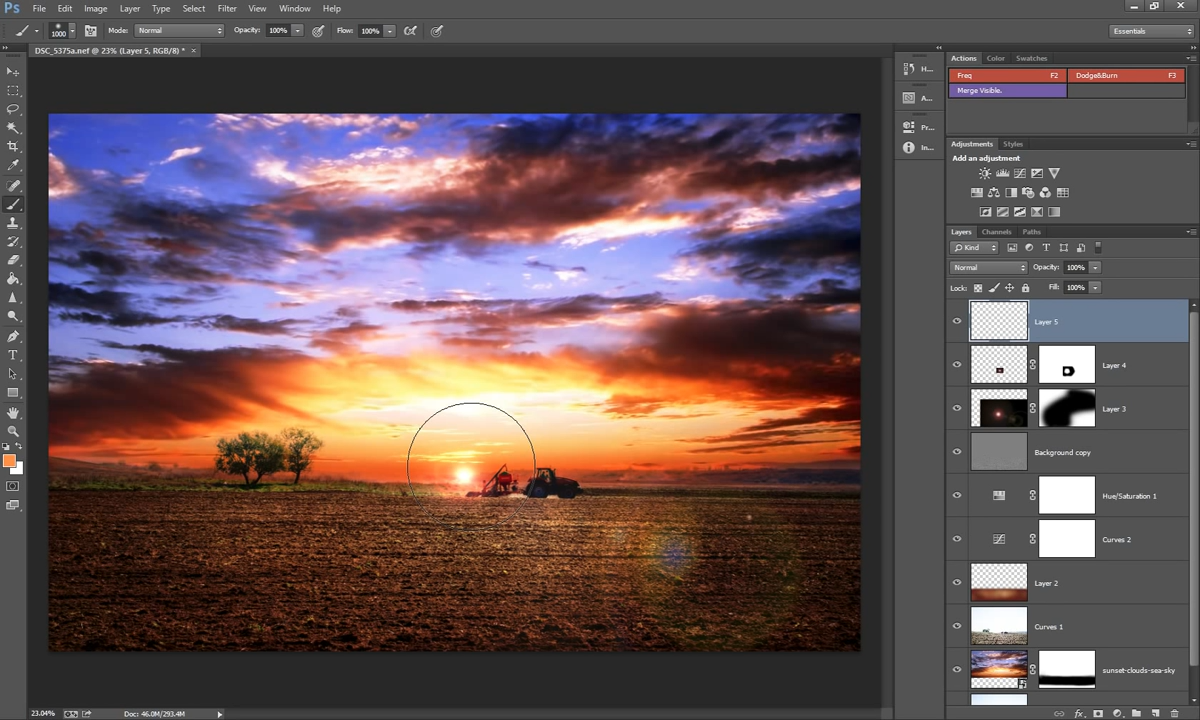 Ps File Edit Image Layer Type Select Filter View Window Help
1000 Mode: Normal Opacity: 100% Flow: 100% Essentials
DSC_5375a.nef @ 23% (Layer 5, RGB/8) * ×
H...
A...
Pr...
In...
Actions Color Swatches
Freq F2 Dodge&Burn F3
Merge Visible.
Adjustments Styles
Add an adjustment
Layers Channels Paths
Kind T
Normal Opacity: 100%
Lock: Fill: 100%
Layer 5
Layer 4
Layer 3
Background copy
Hue/Saturation 1
Curves 2
Layer 2
Curves 1
sunset-clouds-sea-sky
T
23.04% Doc: 46.0M/293.4M fx